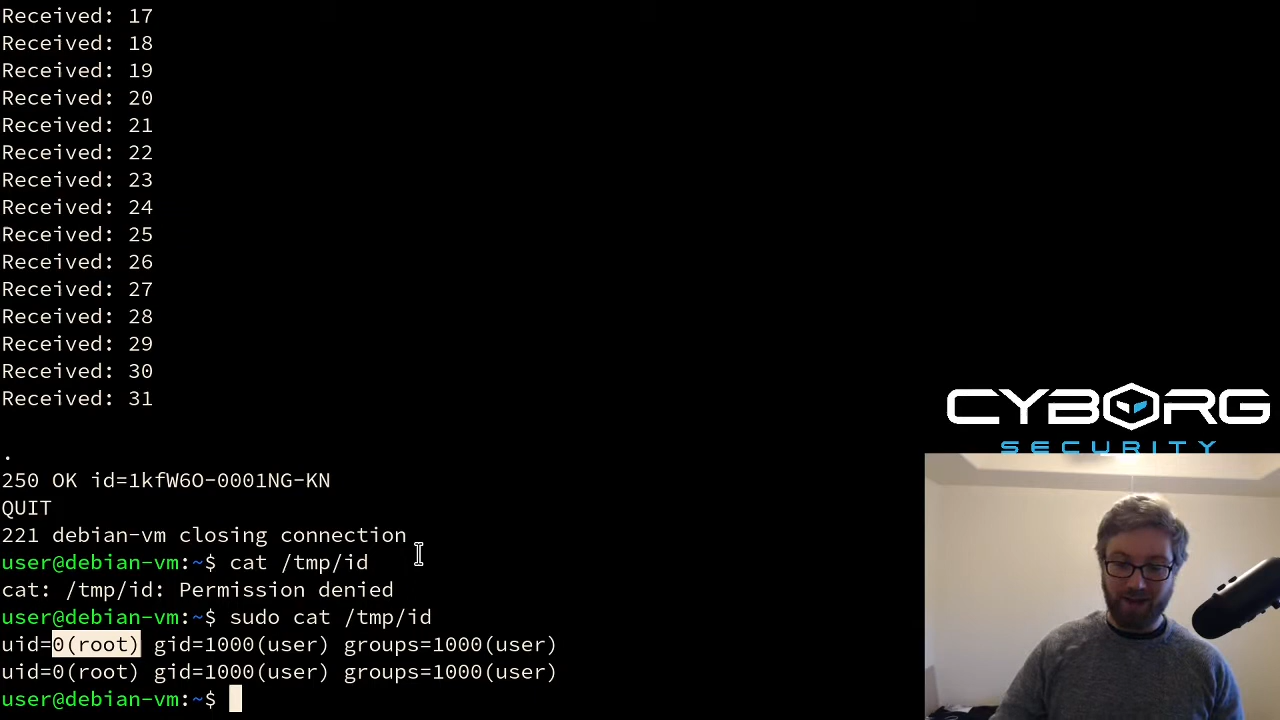 Received: 17
Received: 18
Received: 19
Received: 20
Received: 21
Received: 22
Received: 23
Received: 24
Received: 25
Received: 26
Received: 27
Received: 28
Received: 29
Received: 30
Received: 31
.
250 OK id=1kfW6O-0001NG-KN
QUIT
221 debian-vm closing connection
user@debian-vm:~$ cat /tmp/id
cat: /tmp/id: Permission denied
user@debian-vm:~$ sudo cat /tmp/id
uid=0(root) gid=1000(user) groups=1000(user)
uid=0(root) gid=1000(user) groups=1000(user)
user@debian-vm:~$
CYBORG
SECURITY